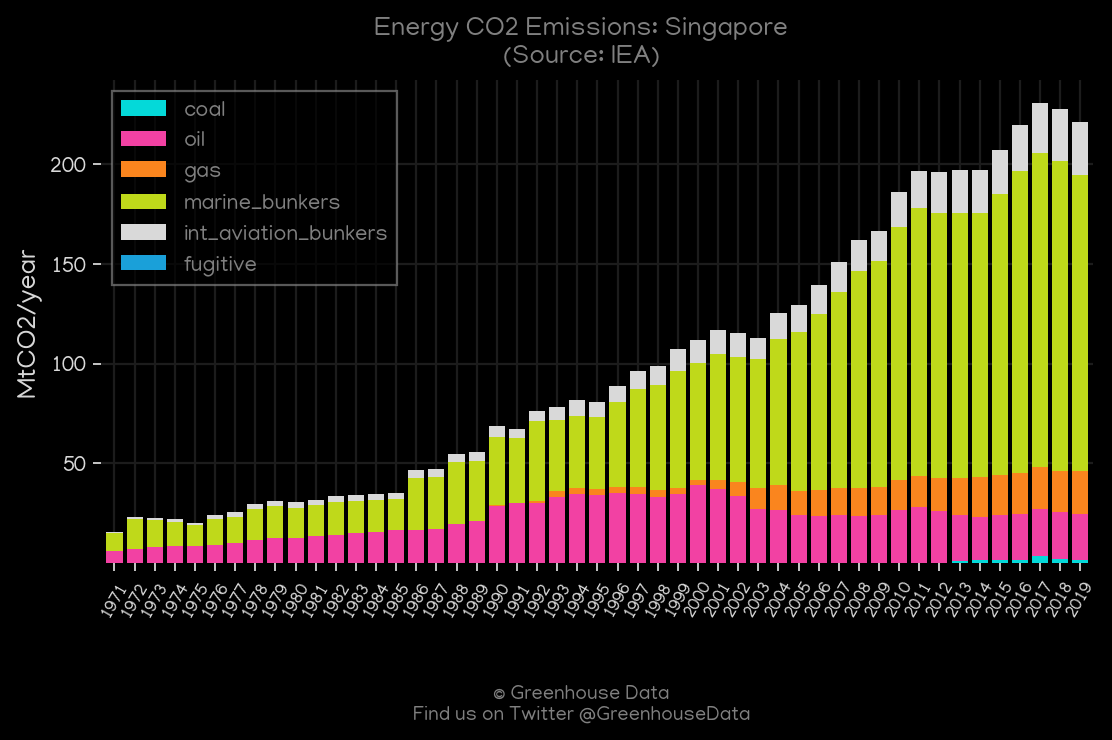 Energy CO2 Emissions: Singapore
(Source: IEA)
coal
oil
gas
marine_bunkers
int_aviation_bunkers
fugitive
MtCO2/year
200
150
100
50
1971 1972 1973 1974 1975 1976 1977 1978 1979 1980 1981 1982 1983 1984 1985 1986 1987 1988 1989 1990 1991 1992 1993 1994 1995 1996 1997 1998 1999 2000 2001 2002 2003 2004 2005 2006 2007 2008 2009 2010 2011 2012 2013 2014 2015 2016 2017 2018 2019
© Greenhouse Data
Find us on Twitter @GreenhouseData